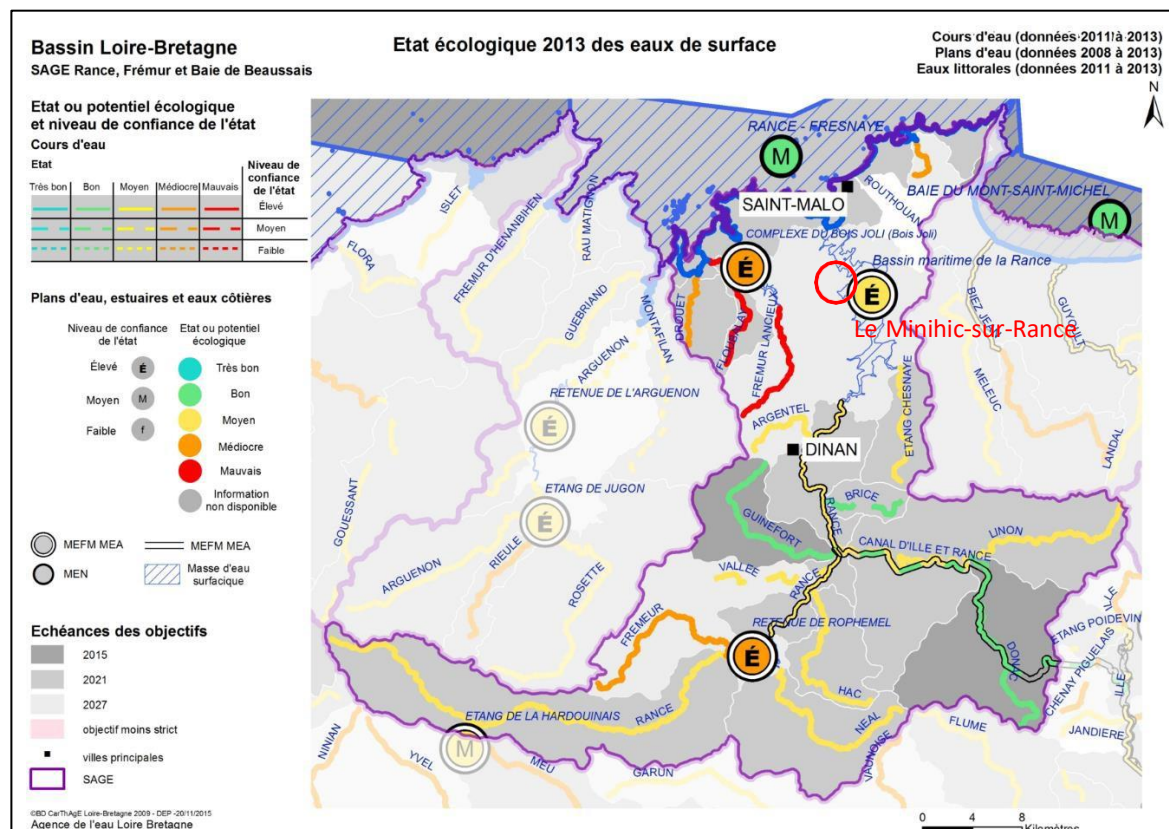 Bassin Loire-Bretagne
SAGE Rance, Frémur et Baie de Beaussais
Etat écologique 2013 des eaux de surface
Cours d'eau (données 2011 à 2013)
Plans d'eau (données 2008 à 2013)
Eaux littorales (données 2011 à 2013)
N
Etat ou potentiel écologique
et niveau de confiance de l'état
Cours d'eau
Etat
Très bon
Bon
Moyen
Médiocre
Mauvais
Niveau de
confiance
de l'état
Élevé
Moyen
Faible
Plans d'eau, estuaires et eaux côtières
Niveau de confiance
de l'état
Etat ou potentiel
écologique
Élevé
É
Très bon
Bon
Moyen
M
Moyen
Faible
f
Médiocre
Mauvais
Information
non disponible
MEFM MEA
MEFM MEA
MEN
Masse d'eau
surfacique
Echéances des objectifs
2015
2021
2027
objectif moins strict
villes principales
SAGE
©BD CarThAgE Loire-Bretagne 2009 - DEP -20/11/2015
Agence de l'eau Loire Bretagne
RANCE - FRESNAYE
M
SAINT-MALO
ROUTHOUAN
BAIE DU MONT-SAINT-MICHEL
M
ISLET
FLORA
FREMUR D'HENANBIHEN
RAU MATIGNON
COMPLEXE DU BOIS JOLI (Bois Joli)
É
Bassin maritime de la Rance
É
Le Minihic-sur-Rance
GUEBRIAND
MONTAFILAN
DROUET
FLOUBALAY
FREMUR LANCIEUX
BIEZ JEAN
GUYOULT
ARGUENON
RETENUE DE L'ARGUENON
É
MELEUC
ARGENTEL
ETANG CHESNAYE
LANDAL
DINAN
GOUESSANT
ETANG DE JUGON
É
GUINEFORT
RANCE
BRICE
LINON
CANAL D'ILLE ET RANCE
ARGUENON
RIEULE
ROSETTE
VALLEE
RANCE
ETANG POIDEVIN
FREMEUR
RETENUE DE ROPHEMEL
É
DONAC
CHENAY PIGUELAIS
ILLE
HAC
ETANG DE LA HARDOUINAIS
RANCE
NEAL
FLUME
JANDIERE
NINIAN
YVEL
M
MEU
GARUN
VAUNOISE
0 4 8
Kilomètres